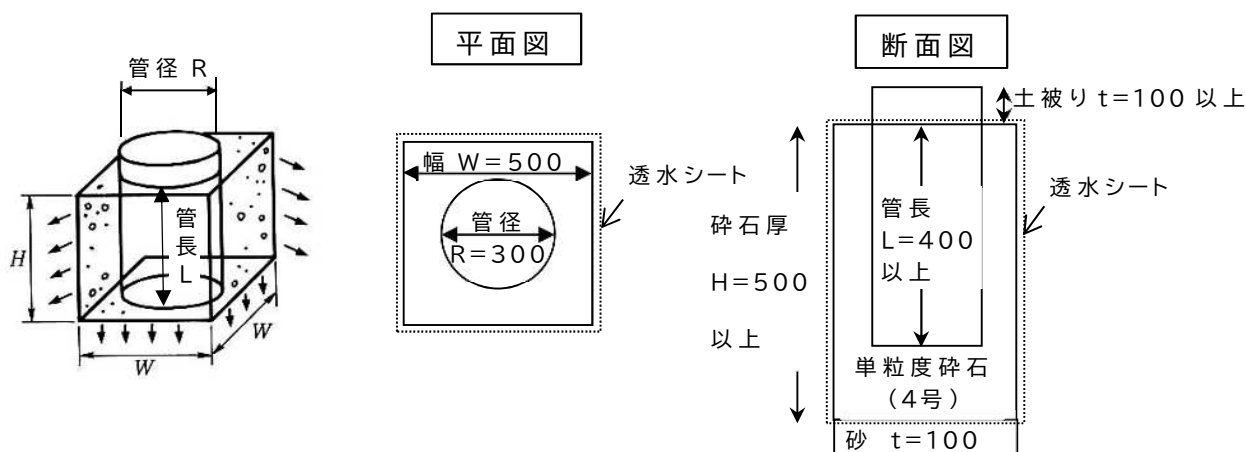 管径 R
管
長
L
H
W
W
平面図
幅 W=500
管径
R=300
透水シート
断面図
土被り t=100 以上
透水シート
砕石厚
H=500
以上
管長
L=400
以上
単粒度砕石
(4号)
砂 t=100